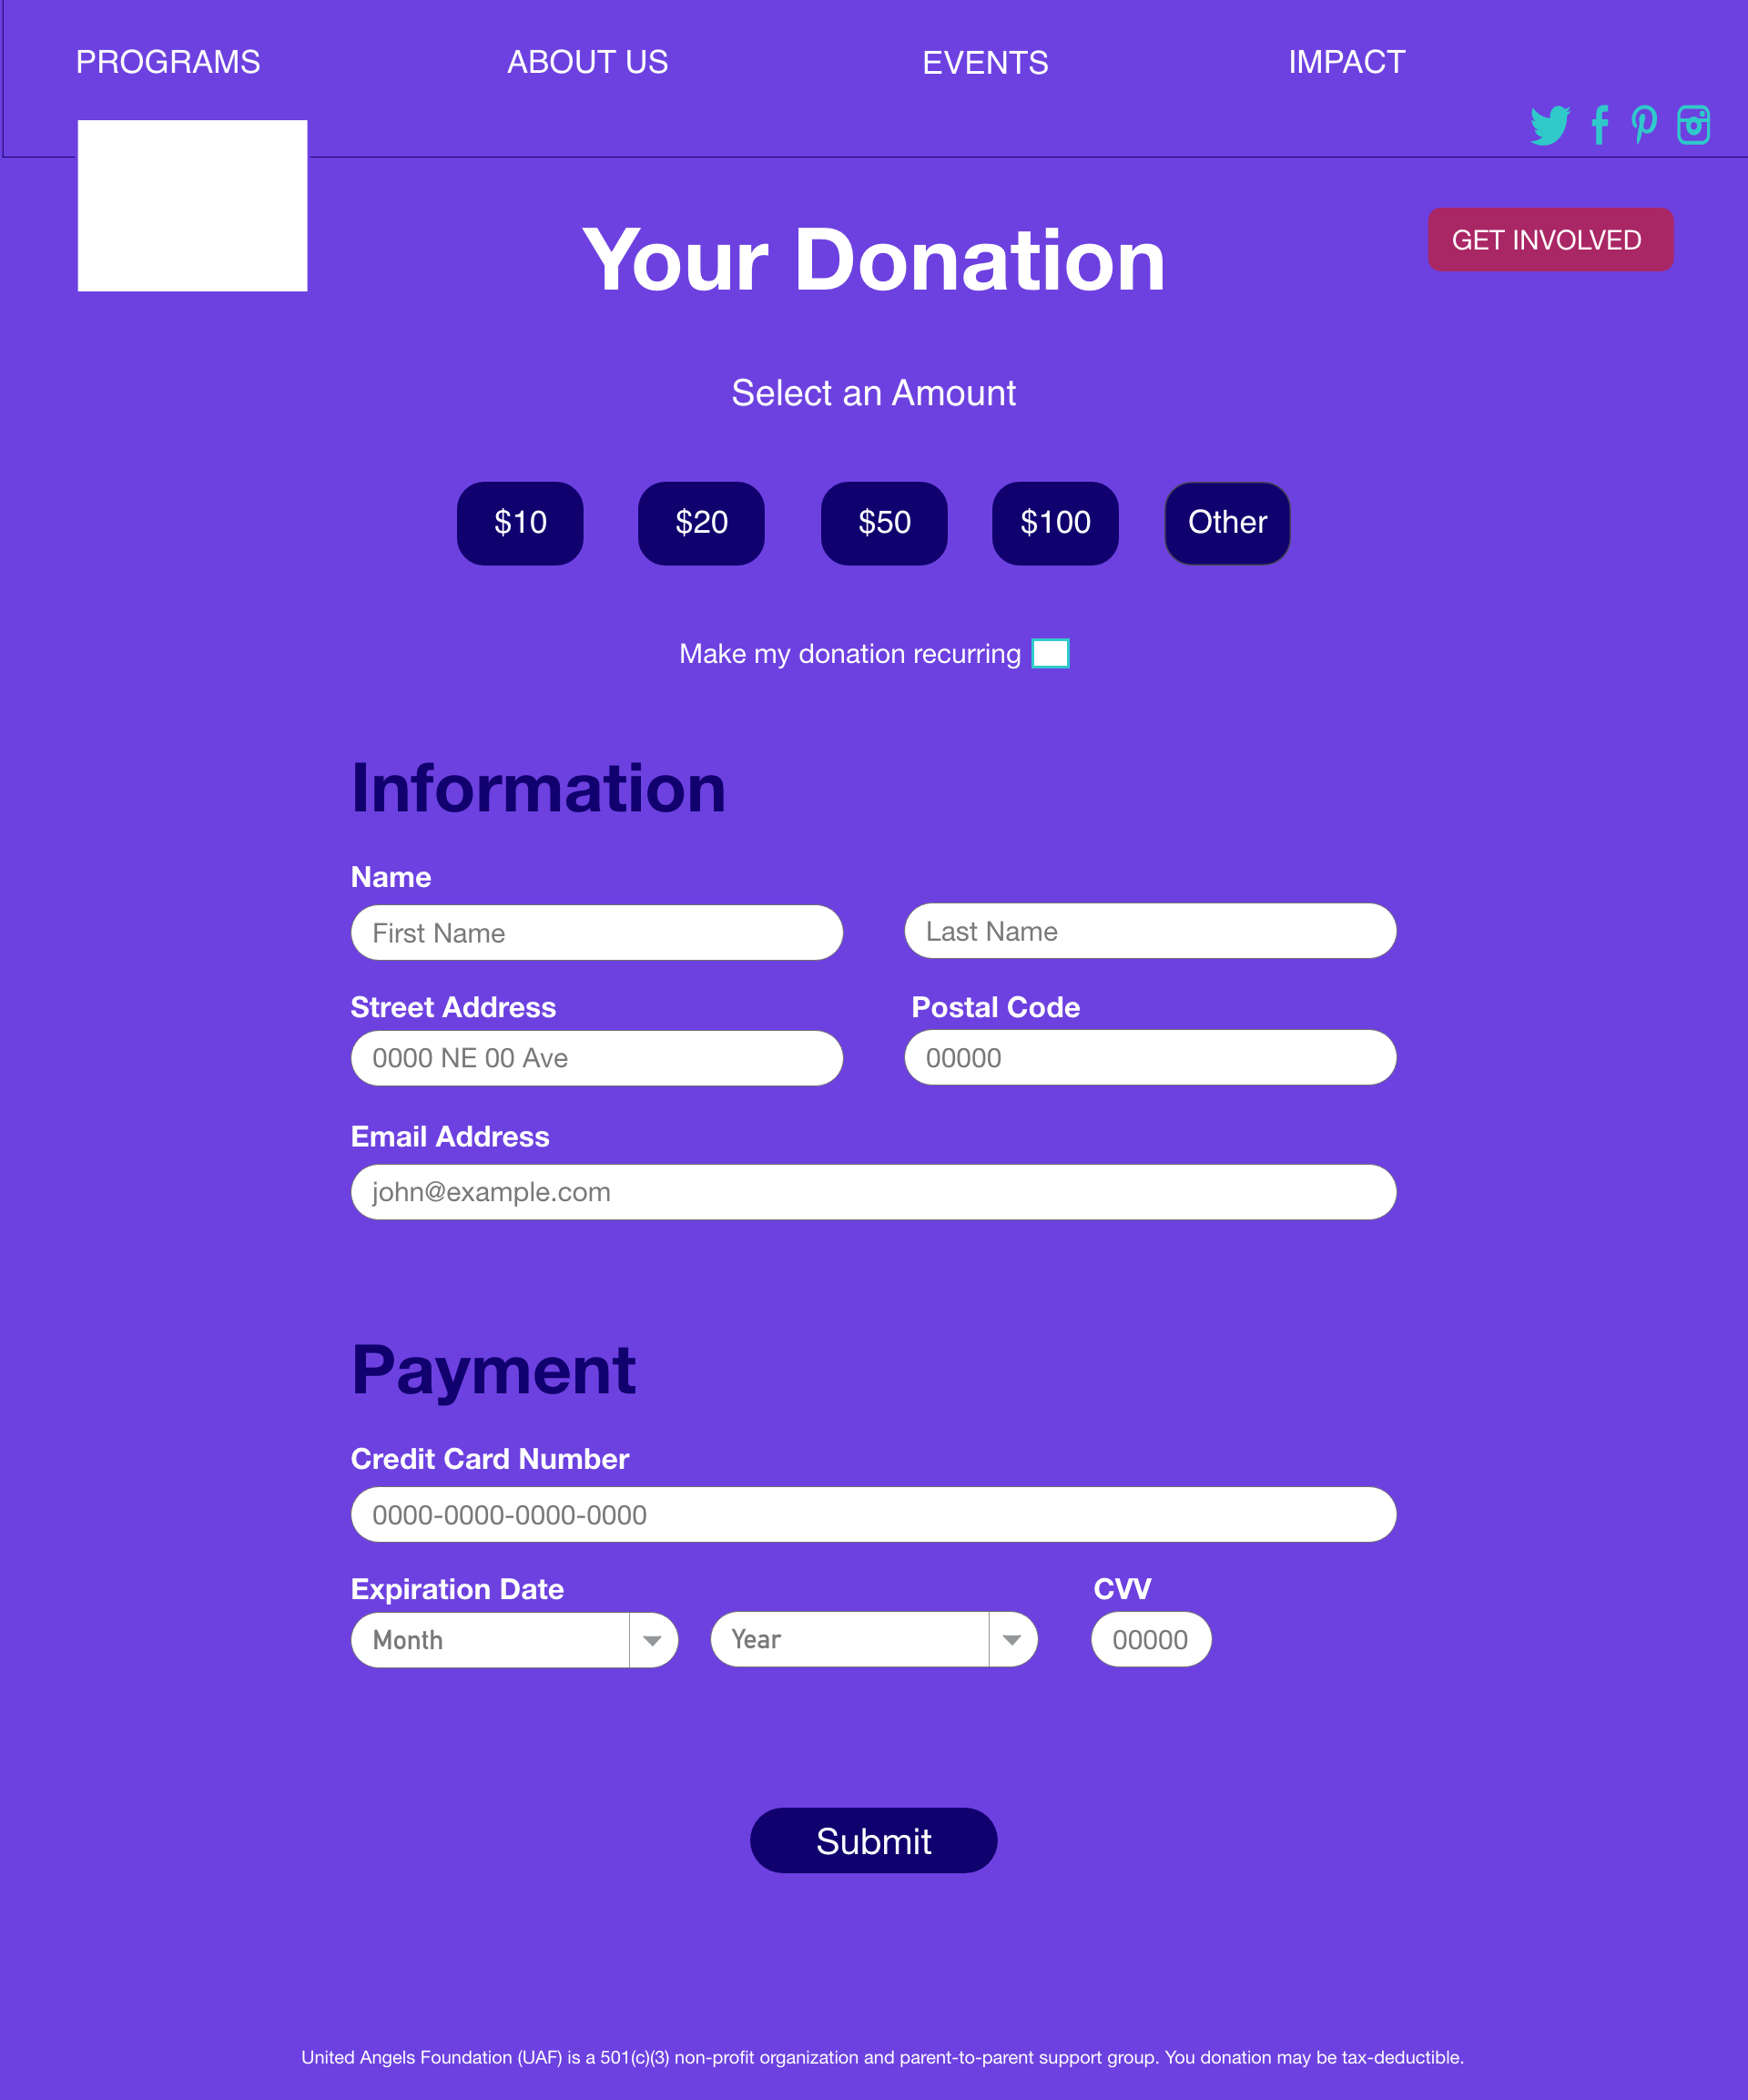 PROGRAMS
ABOUT US
EVENTS
IMPACT
Your Donation
GET INVOLVED
Select an Amount
$10
$20
$50
$100
Other
Make my donation recurring
Information
Name
First Name
Last Name
Street Address
Postal Code
0000 NE 00 Ave
00000
Email Address
john@example.com
Payment
Credit Card Number
0000-0000-0000-0000
Expiration Date
CVV
Month
Year
00000
Submit
United Angels Foundation (UAF) is a 501(c)(3) non-profit organization and parent-to-parent support group. You donation may be tax-deductible.